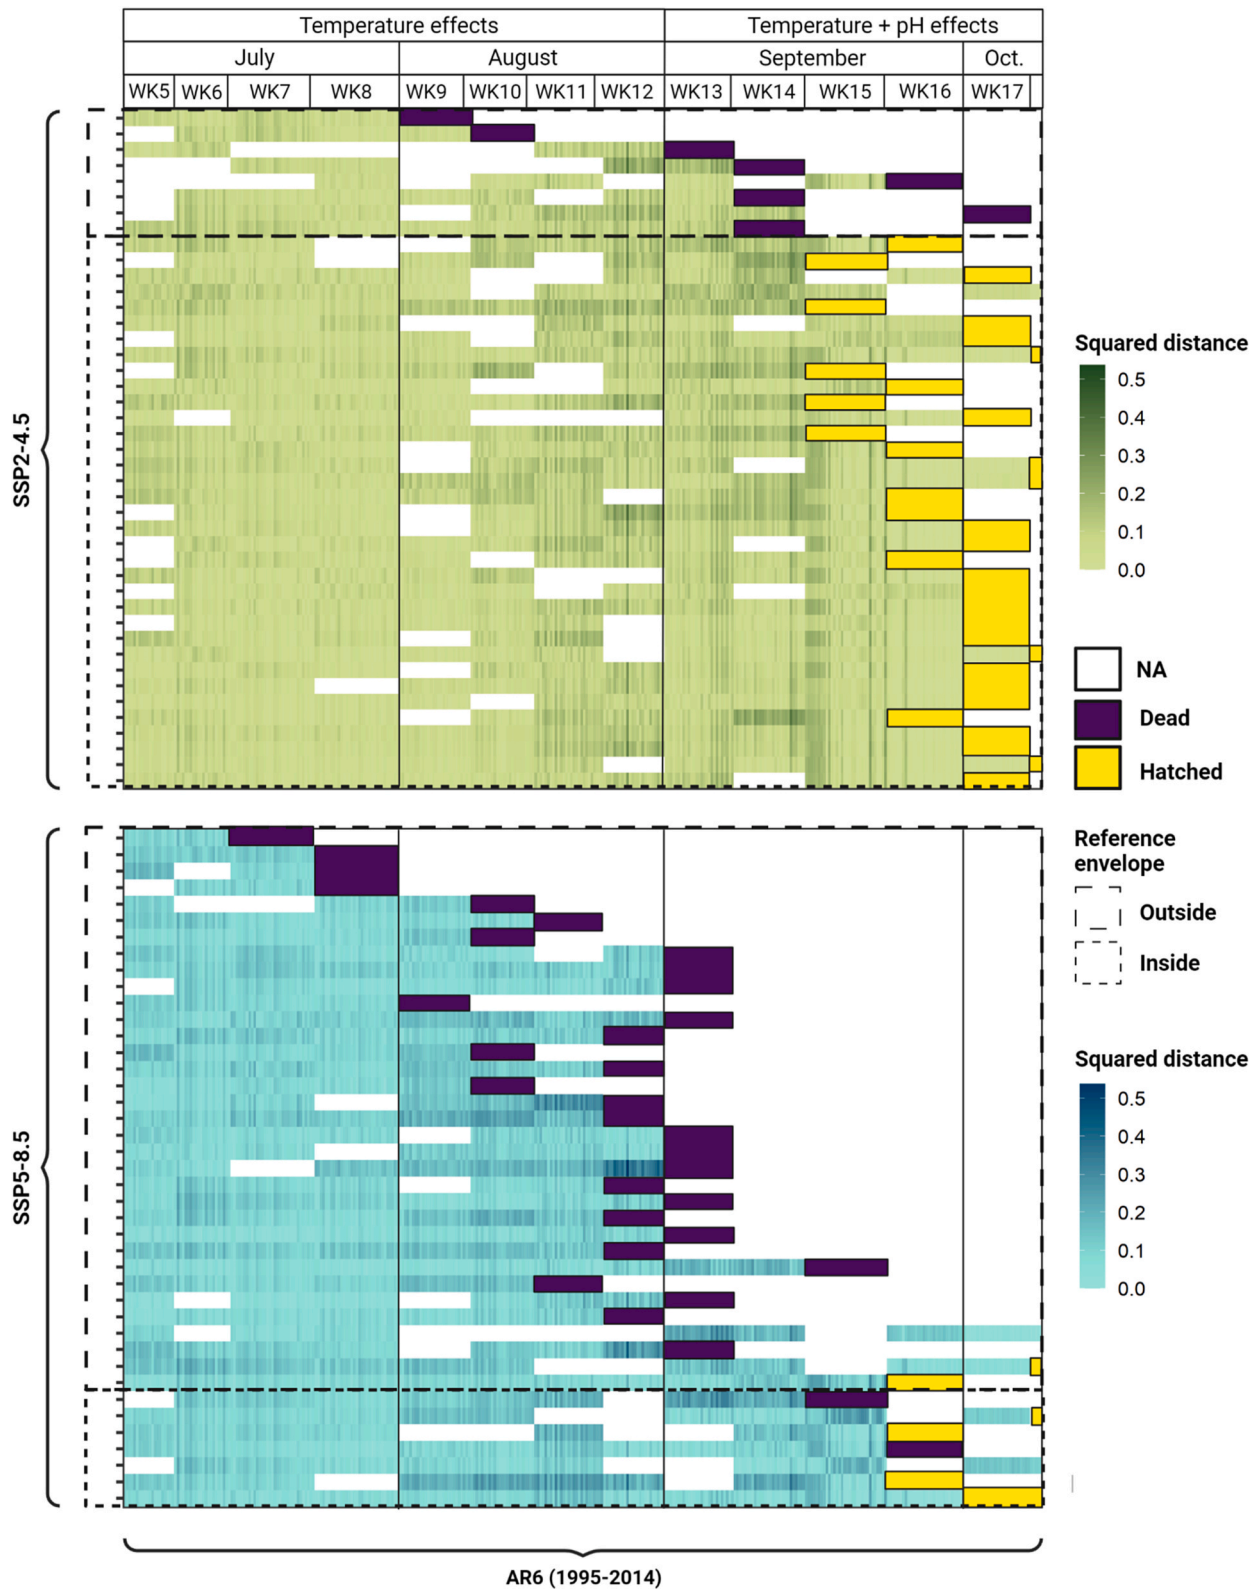 Temperature effects Temperature + pH effects
July August September Oct.
WK5 WK6 WK7 WK8 WK9 WK10 WK11 WK12 WK13 WK14 WK15 WK16 WK17
SSP2-4.5
Squared distance
0.5
0.4
0.3
0.2
0.1
0.0
NA
Dead
Hatched
Reference
envelope
Outside
Inside
SSP5-8.5
Squared distance
0.5
0.4
0.3
0.2
0.1
0.0
AR6 (1995-2014)